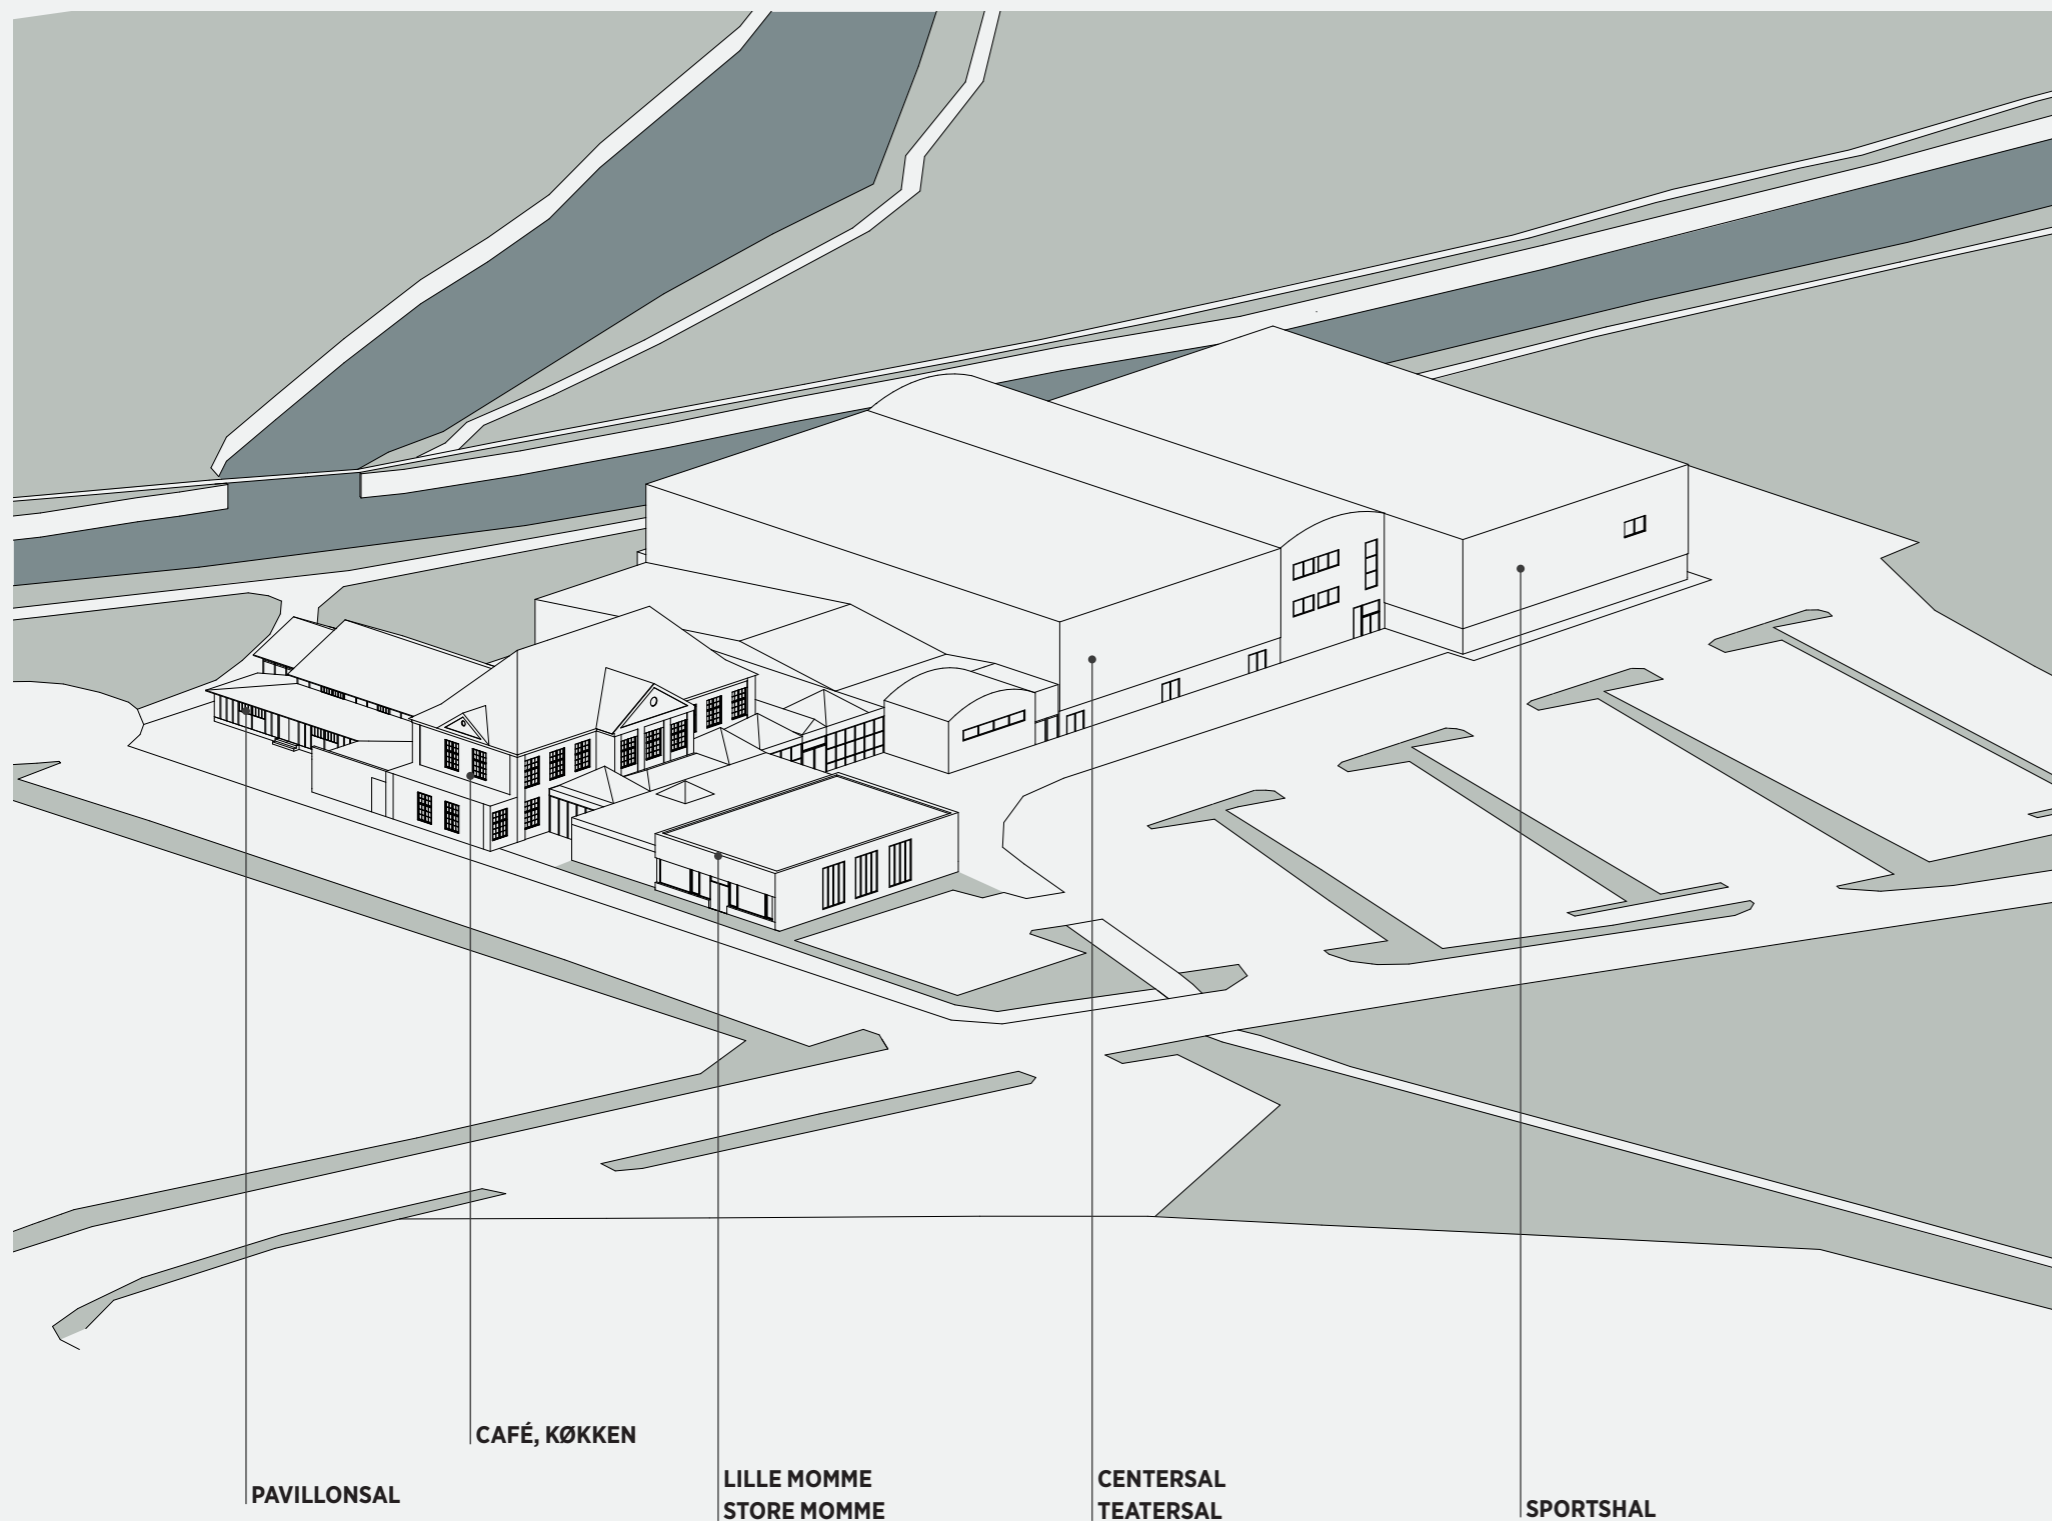 CAFÉ, KØKKEN
PAVILLONSAL
LILLE MOMME
STORE MOMME
CENTERSAL
TEATERSAL
SPORTSHAL